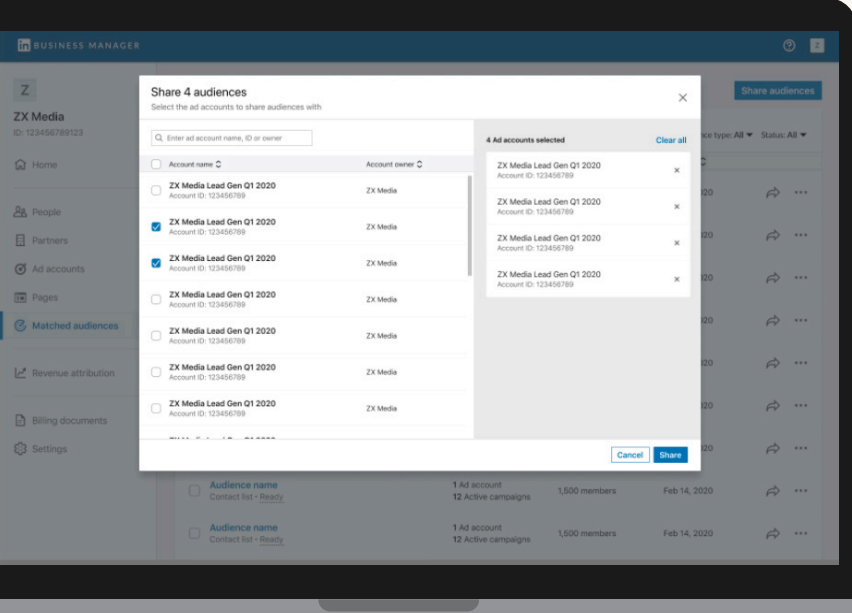 in BUSINESS MANAGER
Z
Z
ZX Media
ID: 123456789123
Home
People
Partners
Ad accounts
Pages
Matched audiences
Revenue attribution
Billing documents
Settings
Share audiences
type: All Status: All
Share 4 audiences
Select the ad accounts to share audiences with
Enter ad account name, ID or owner
Account name Account owner
ZX Media Lead Gen Q1 2020 ZX Media
Account ID: 123456789
ZX Media Lead Gen Q1 2020 ZX Media
Account ID: 123456789
ZX Media Lead Gen Q1 2020 ZX Media
Account ID: 123456789
ZX Media Lead Gen Q1 2020 ZX Media
Account ID: 123456789
ZX Media Lead Gen Q1 2020 ZX Media
Account ID: 123456789
ZX Media Lead Gen Q1 2020 ZX Media
Account ID: 123456789
ZX Media Lead Gen Q1 2020 ZX Media
Account ID: 123456789
4 Ad accounts selected Clear all
ZX Media Lead Gen Q1 2020
Account ID: 123456789
ZX Media Lead Gen Q1 2020
Account ID: 123456789
ZX Media Lead Gen Q1 2020
Account ID: 123456789
ZX Media Lead Gen Q1 2020
Account ID: 123456789
Cancel Share
Audience name 1 Ad account
Contact list • Ready 12 Active campaigns 1,500 members Feb 14, 2020
Audience name 1 Ad account
Contact list • Ready 12 Active campaigns 1,500 members Feb 14, 2020